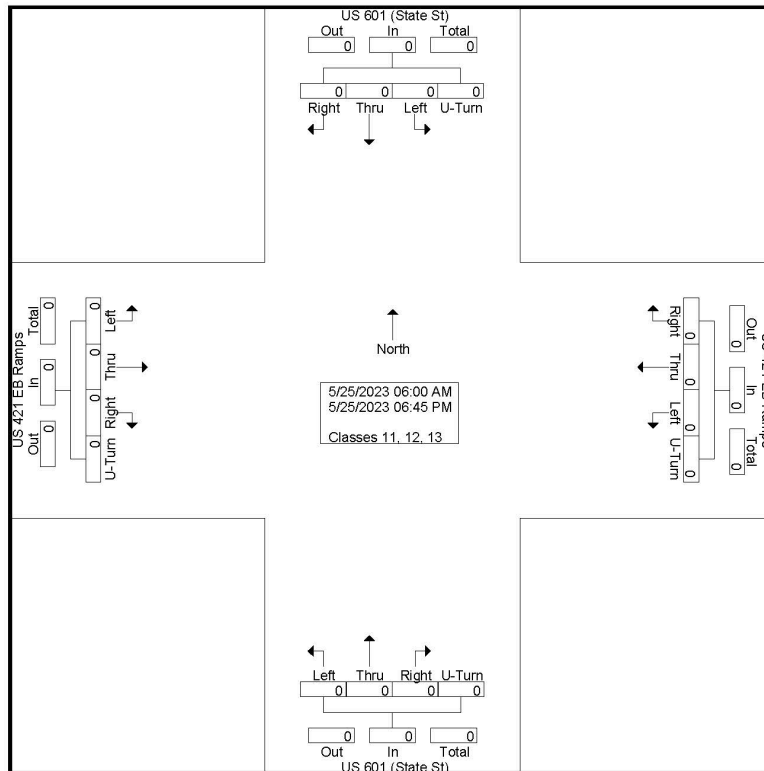 US 601 (State St)
Out In Total
0 0 0
0 0 0 0
Right Thru Left U-Turn
US 421 EB Ramps
Total In Out
0 0 0
0 0 0 0
Left Thru Right U-Turn
North
5/25/2023 06:00 AM
5/25/2023 06:45 PM
Classes 11, 12, 13
Right Thru Left U-Turn
0 0 0 0
0 0 0
Out In Total
Left Thru Right U-Turn
0 0 0 0
0 0 0
Out In Total
US 601 (State St)